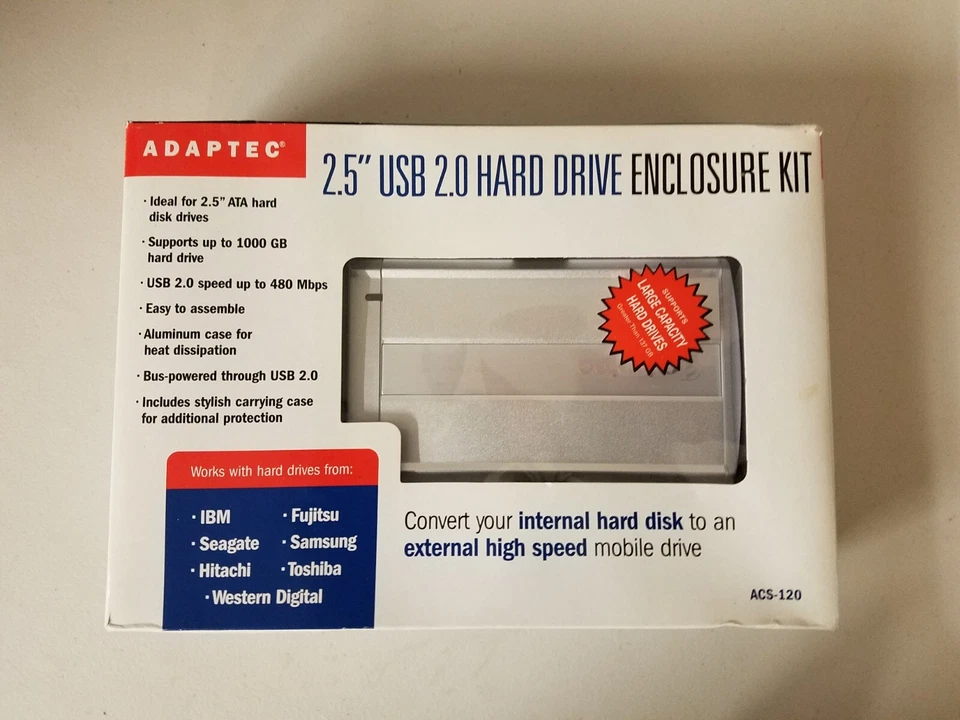 ADAPTEC®
2.5” USB 2.0 HARD DRIVE ENCLOSURE KIT
· Ideal for 2.5” ATA hard
disk drives
· Supports up to 1000 GB
hard drive
· USB 2.0 speed up to 480 Mbps
· Easy to assemble
· Aluminum case for
heat dissipation
· Bus-powered through USB 2.0
· Includes stylish carrying case
for additional protection
SUPPORTS
LARGE CAPACITY
HARD DRIVES
Greater Than 137 GB
Works with hard drives from:
· IBM
· Fujitsu
· Seagate
· Samsung
· Hitachi
· Toshiba
· Western Digital
Convert your internal hard disk to an
external high speed mobile drive
ACS-120